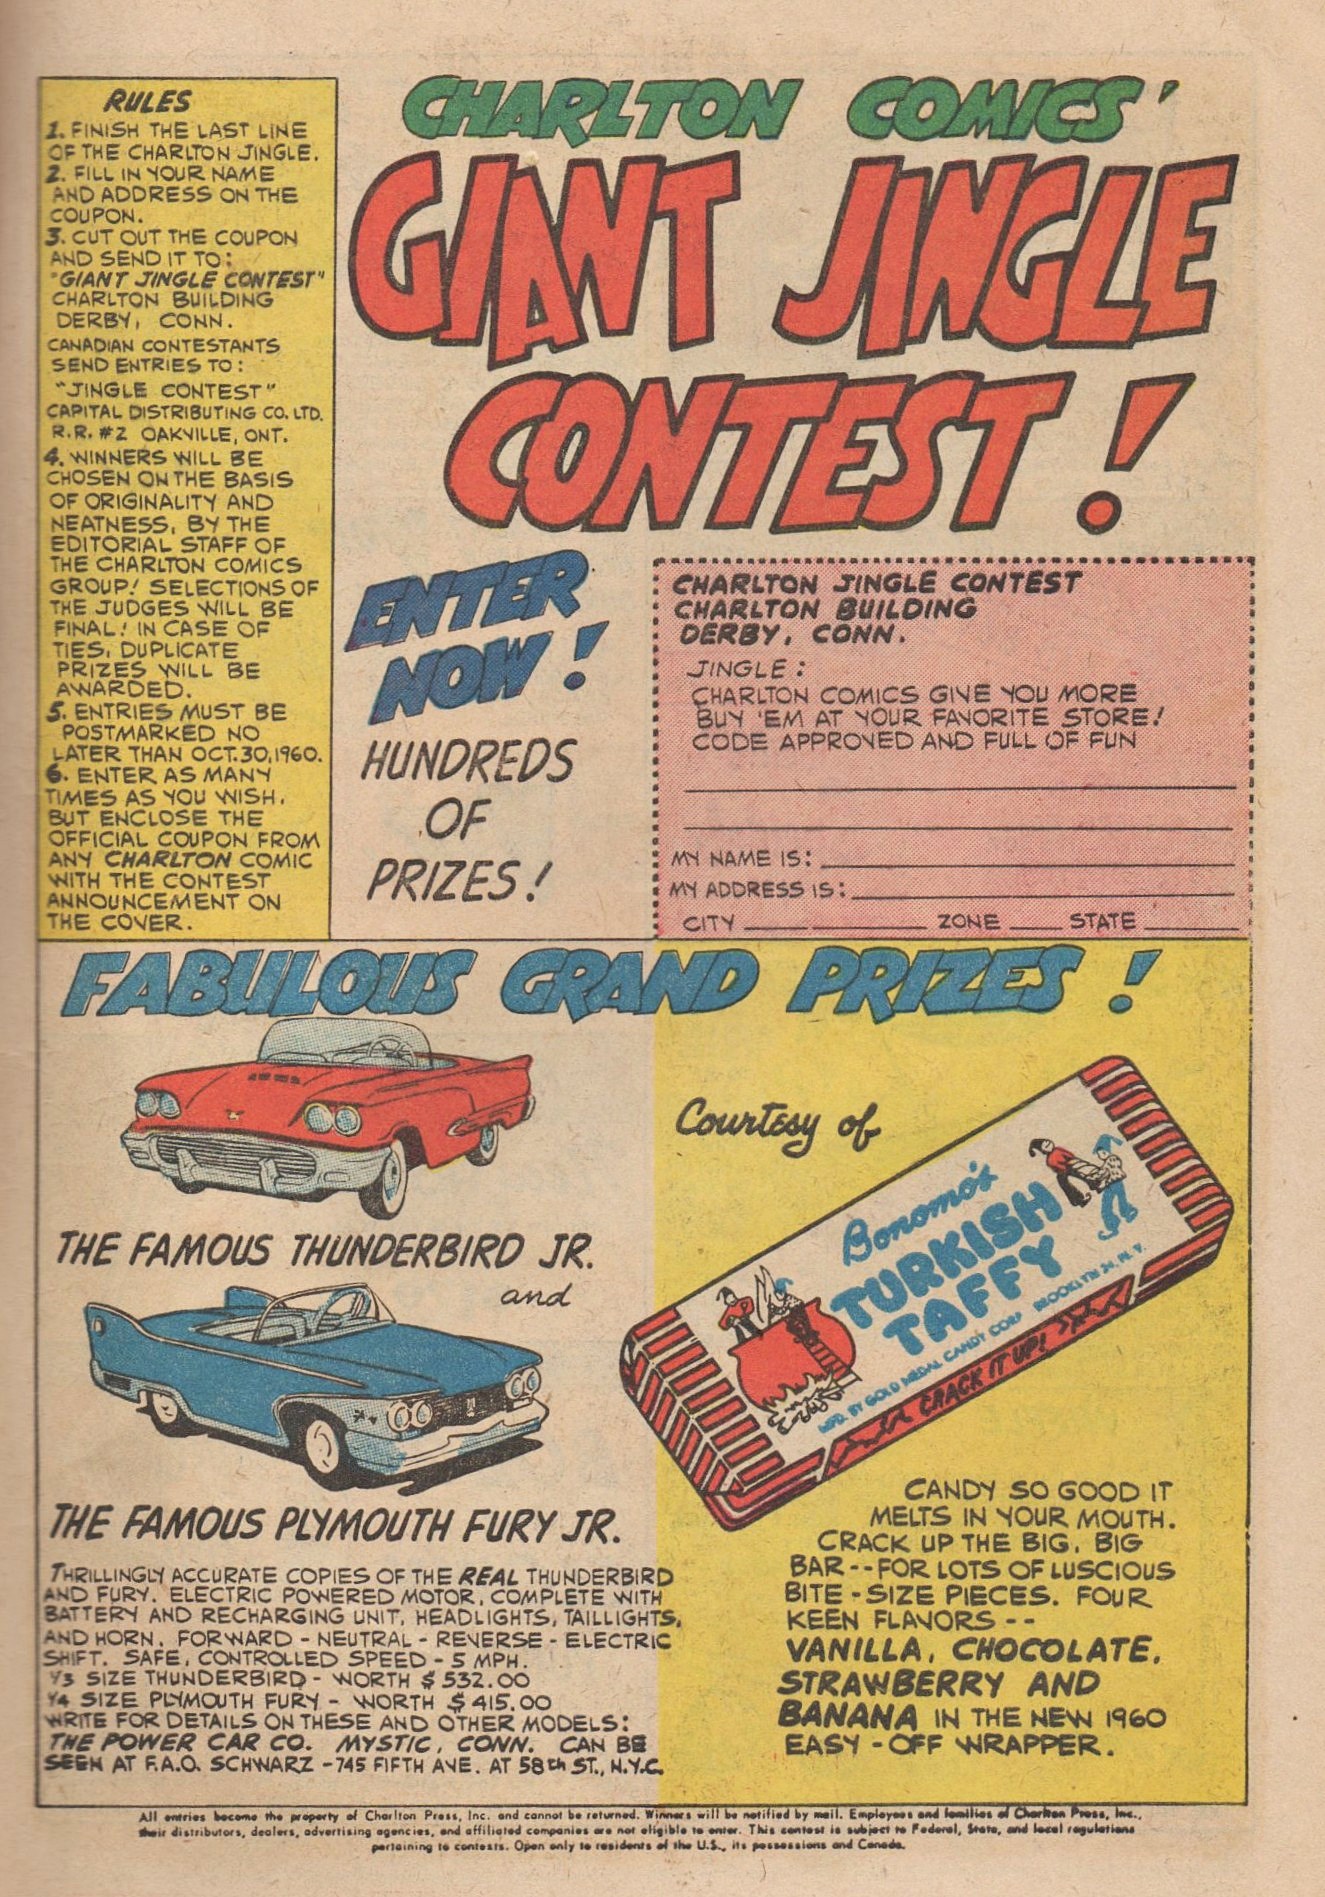 RULES
1. FINISH THE LAST LINE
OF THE CHARLTON JINGLE.
2. FILL IN YOUR NAME
AND ADDRESS ON THE
COUPON.
3. CUT OUT THE COUPON
AND SEND IT TO:
"GIANT JINGLE CONTEST"
CHARLTON BUILDING
DERBY, CONN.
CANADIAN CONTESTANTS
SEND ENTRIES TO:
"JINGLE CONTEST"
CAPITAL DISTRIBUTING CO. LTD.
R.R. #2 OAKVILLE, ONT.
4. WINNERS WILL BE
CHOSEN ON THE BASIS
OF ORIGINALITY AND
NEATNESS, BY THE
EDITORIAL STAFF OF
THE CHARLTON COMICS
GROUP! SELECTIONS OF
THE JUDGES WILL BE
FINAL! IN CASE OF
TIES, DUPLICATE
PRIZES WILL BE
AWARDED.
5. ENTRIES MUST BE
POSTMARKED NO
LATER THAN OCT.30,1960.
6. ENTER AS MANY
TIMES AS YOU WISH,
BUT ENCLOSE THE
OFFICIAL COUPON FROM
ANY CHARLTON COMIC
WITH THE CONTEST
ANNOUNCEMENT ON
THE COVER.
CHARLTON COMICS'
GIANT JINGLE
CONTEST!
ENTER
NOW!
HUNDREDS
OF
PRIZES!
CHARLTON JINGLE CONTEST
CHARLTON BUILDING
DERBY, CONN.
JINGLE:
CHARLTON COMICS GIVE YOU MORE
BUY 'EM AT YOUR FAVORITE STORE!
CODE APPROVED AND FULL OF FUN
MY NAME IS:
MY ADDRESS IS:
CITY ZONE STATE
FABULOUS GRAND PRIZES!
THE FAMOUS THUNDERBIRD JR.
and
THE FAMOUS PLYMOUTH FURY JR.
THRILLINGLY ACCURATE COPIES OF THE REAL THUNDERBIRD
AND FURY. ELECTRIC POWERED MOTOR, COMPLETE WITH
BATTERY AND RECHARGING UNIT, HEADLIGHTS, TAILLIGHTS,
AND HORN. FORWARD - NEUTRAL - REVERSE - ELECTRIC
SHIFT. SAFE, CONTROLLED SPEED - 5 MPH.
1/3 SIZE THUNDERBIRD - WORTH $532.00
1/4 SIZE PLYMOUTH FURY - WORTH $415.00
WRITE FOR DETAILS ON THESE AND OTHER MODELS:
THE POWER CAR CO. MYSTIC, CONN. CAN BE
SEEN AT F.A.O. SCHWARZ - 745 FIFTH AVE. AT 58th ST., N.Y.C.
Courtesy of
Bonomo's
TURKISH
TAFFY
MFD. BY GOLD MEDAL CANDY CORP BROOKLYN 24, N.Y.
CRACK IT UP!
CANDY SO GOOD IT
MELTS IN YOUR MOUTH.
CRACK UP THE BIG, BIG
BAR -- FOR LOTS OF LUSCIOUS
BITE - SIZE PIECES. FOUR
KEEN FLAVORS --
VANILLA, CHOCOLATE,
STRAWBERRY AND
BANANA IN THE NEW 1960
EASY - OFF WRAPPER.
All entries become the property of Charlton Press, Inc. and cannot be returned. Winners will be notified by mail. Employees and families of Charlton Press, Inc.,
their distributors, dealers, advertising agencies, and affiliated companies are not eligible to enter. This contest is subject to Federal, State, and local regulations
pertaining to contests. Open only to residents of the U.S., its possessions and Canada.